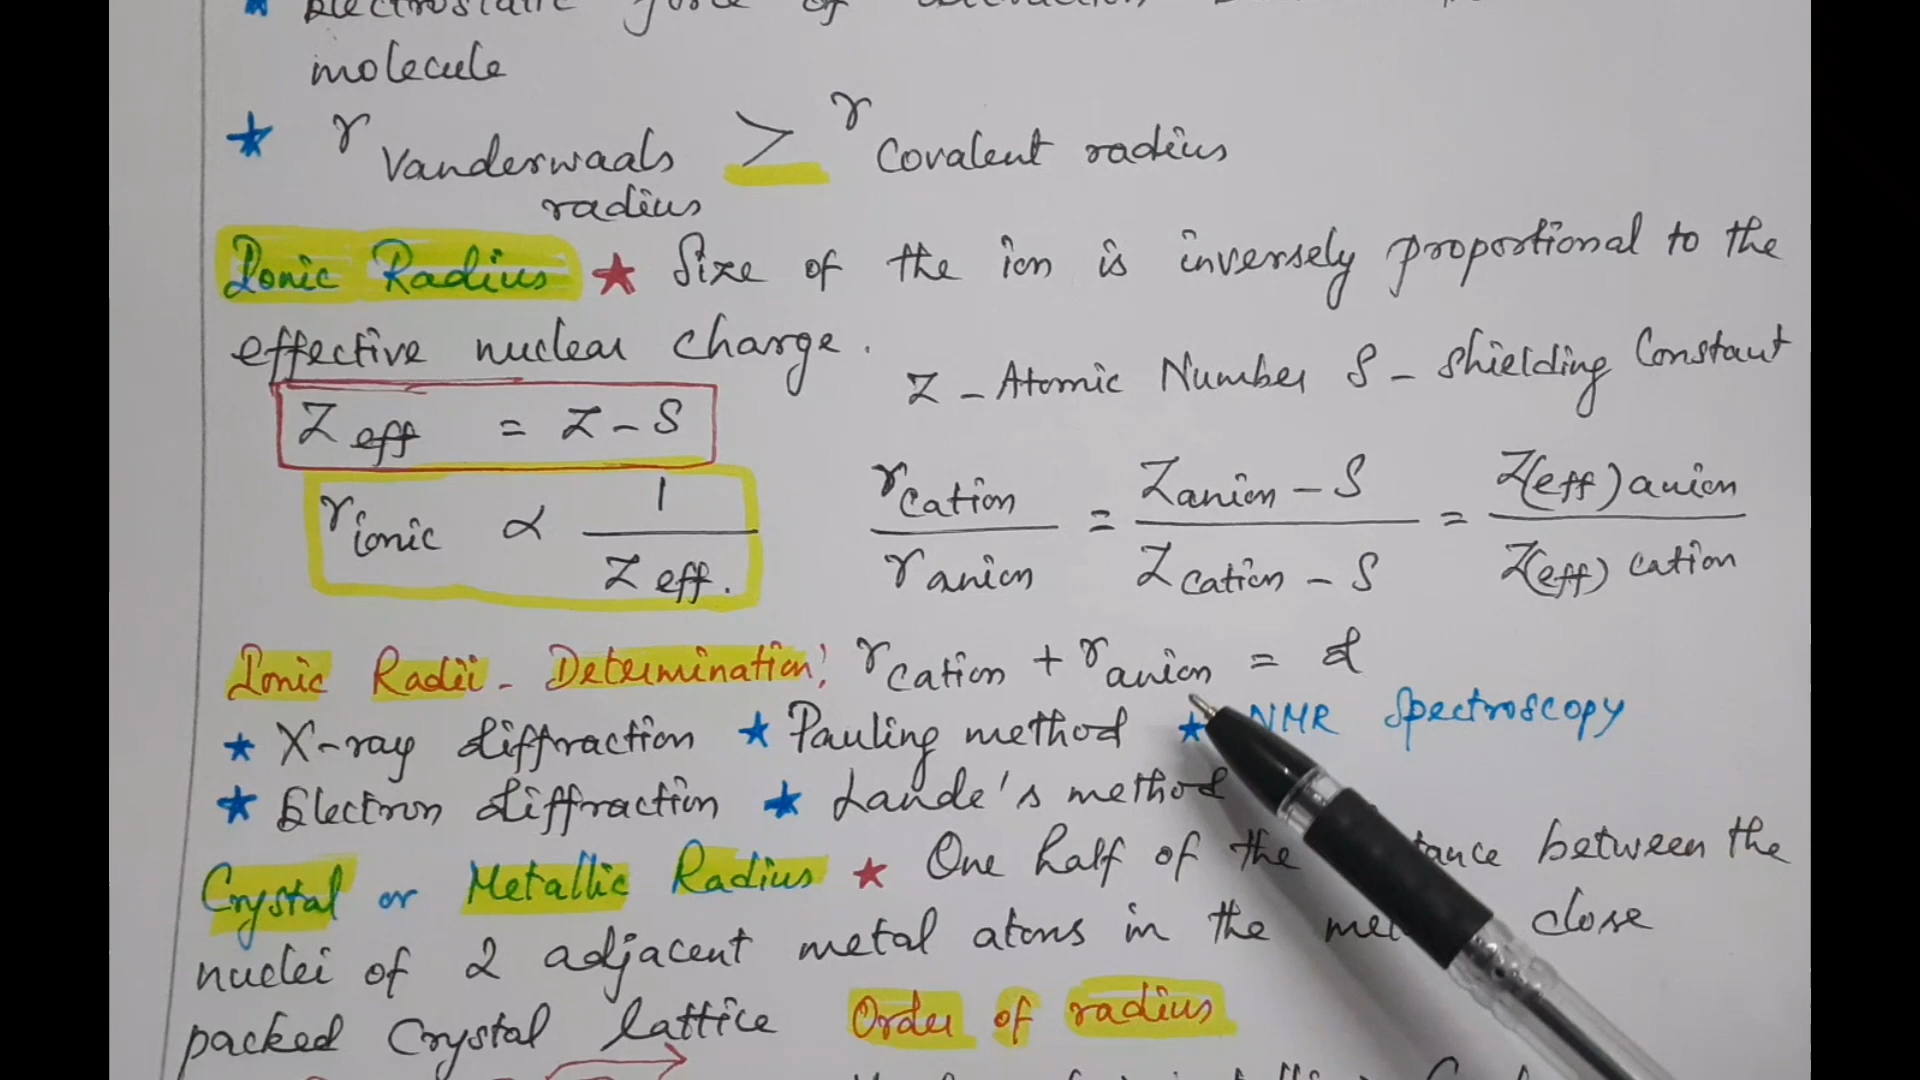 molecule
★ r Vanderwaals radius > r Covalent radius
Ionic Radius ★ Size of the ion is inversely proportional to the
effective nuclear charge.
Z - Atomic Number S - Shielding Constant
Z eff = Z - S
r ionic ∝ 1 / Z eff.
r cation / r anion = Z anion - S / Z cation - S = Z(eff) anion / Z(eff) cation
Ionic Radii - Determination: r cation + r anion = d
★ X-ray diffraction ★ Pauling method ★ NMR Spectroscopy
★ Electron diffraction ★ Lande's method
Crystal or Metallic Radius ★ One half of the between the
nuclei of 2 adjacent metal atoms in the close
packed Crystal lattice Order of radius